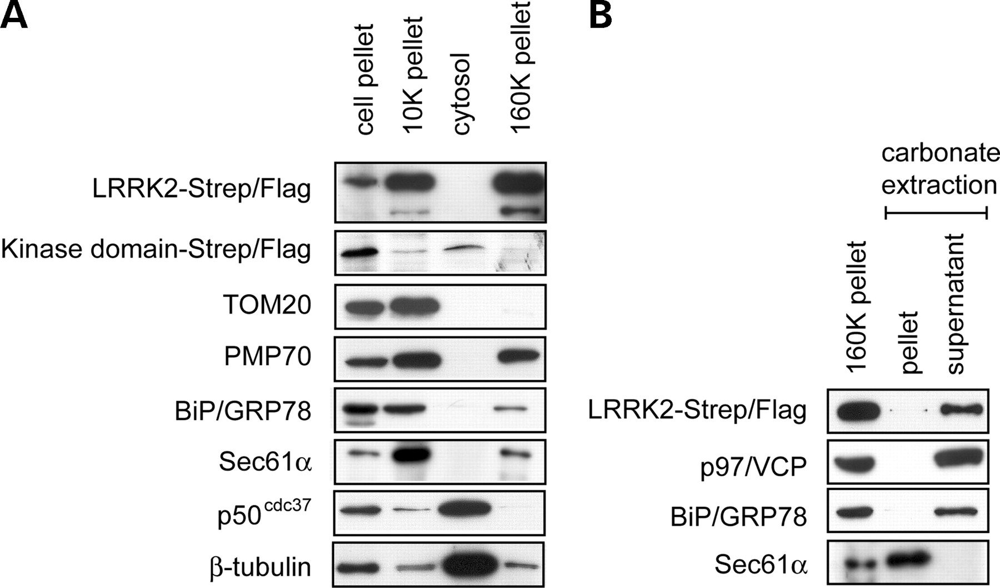 A
cell pellet
10K pellet
cytosol
160K pellet
LRRK2-Strep/Flag
Kinase domain-Strep/Flag
TOM20
PMP70
BiP/GRP78
Sec61α
p50cdc37
β-tubulin
B
carbonate
extraction
160K pellet
pellet
supernatant
LRRK2-Strep/Flag
p97/VCP
BiP/GRP78
Sec61α